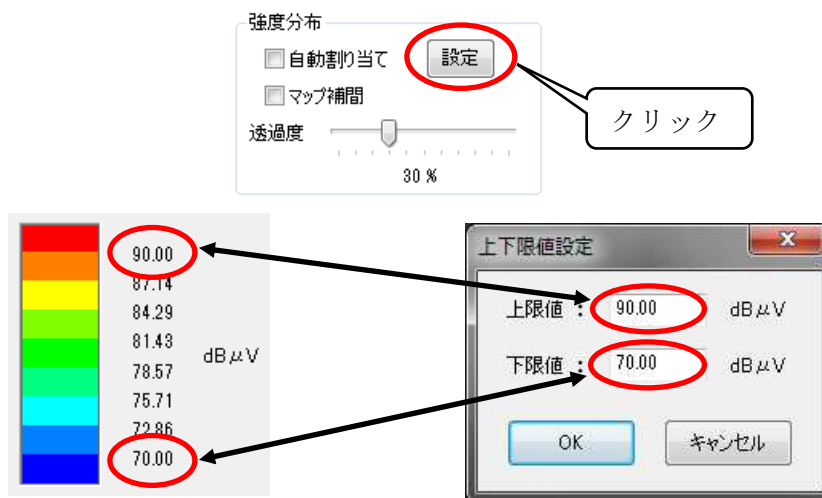 強度分布
自動割り当て
設定
マップ補間
クリック
透過度
30 %
90.00
87.14
84.29
81.43
78.57
75.71
72.86
70.00
dBμV
上下限値設定
上限値 : 90.00 dBμV
下限値 : 70.00 dBμV
OK キャンセル